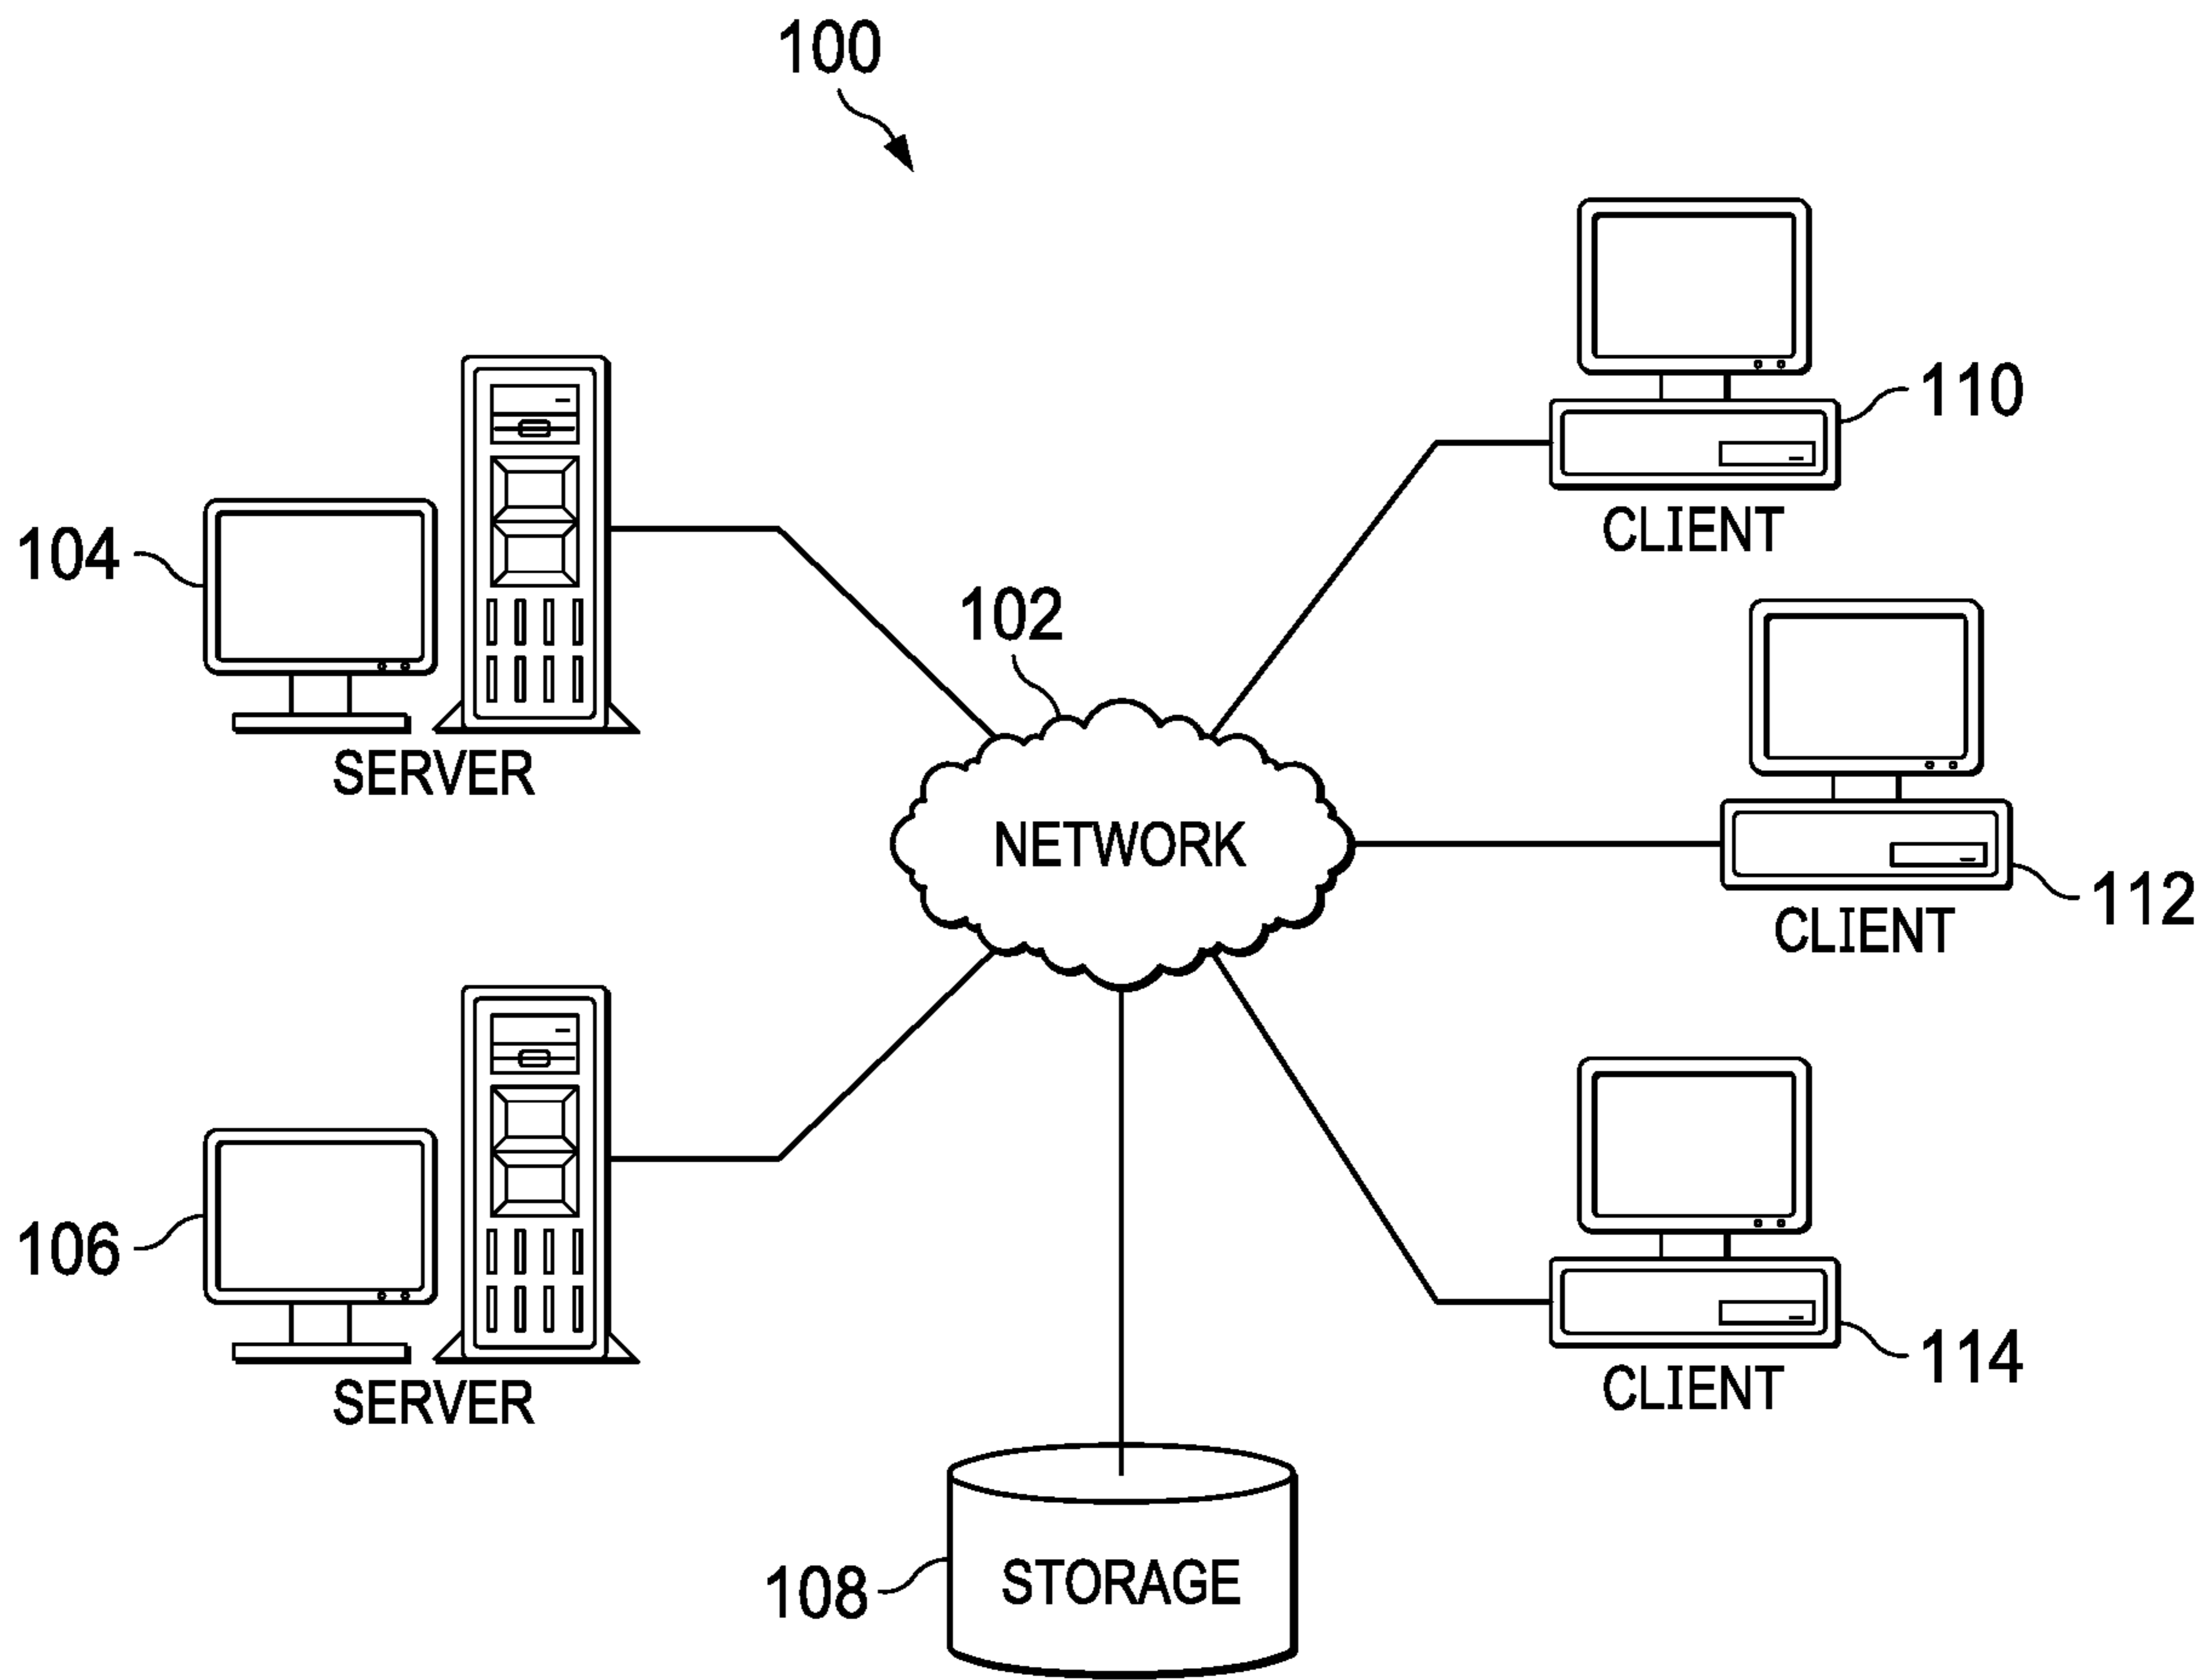 100
110
CLIENT
104
102
SERVER
NETWORK
112
CLIENT
106
114
SERVER
CLIENT
108
STORAGE